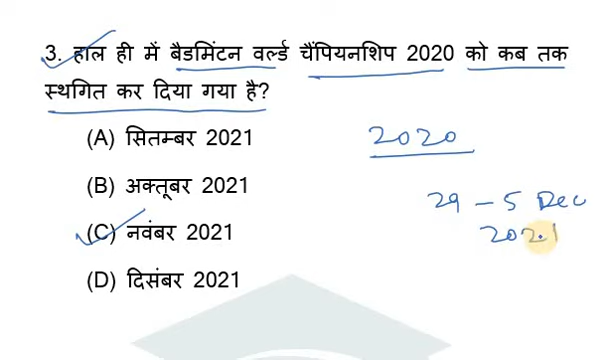 3. हाल ही में बैडमिंटन वर्ल्ड चैंपियनशिप 2020 को कब तक
स्थगित कर दिया गया है?
(A) सितम्बर 2021
2020
(B) अक्तूबर 2021
29 - 5 Dec
(C) नवंबर 2021
2021
(D) दिसंबर 2021